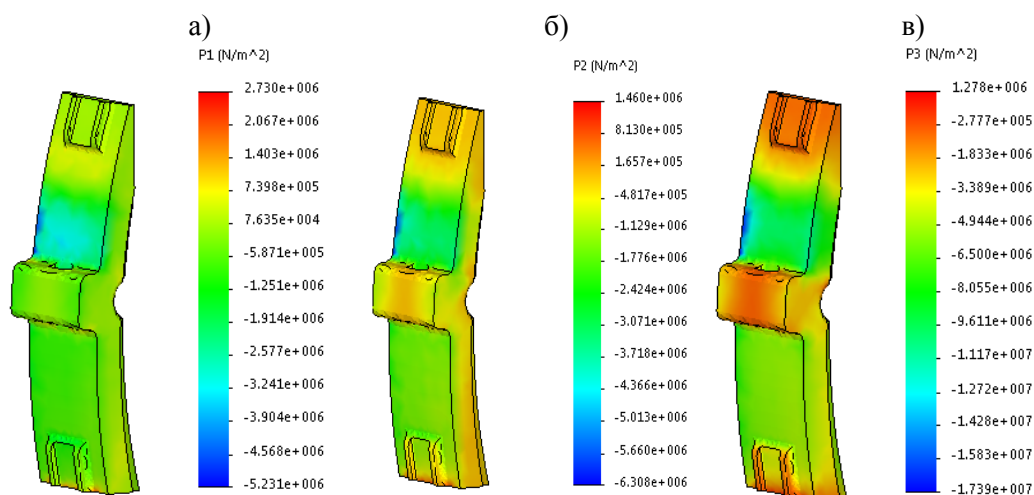 а)
P1 (N/m^2)
2.730e+006
2.067e+006
1.403e+006
7.398e+005
7.635e+004
-5.871e+005
-1.251e+006
-1.914e+006
-2.577e+006
-3.241e+006
-3.904e+006
-4.568e+006
-5.231e+006
б)
P2 (N/m^2)
1.460e+006
8.130e+005
1.657e+005
-4.817e+005
-1.129e+006
-1.776e+006
-2.424e+006
-3.071e+006
-3.718e+006
-4.366e+006
-5.013e+006
-5.660e+006
-6.308e+006
в)
P3 (N/m^2)
1.278e+006
-2.777e+005
-1.833e+006
-3.389e+006
-4.944e+006
-6.500e+006
-8.055e+006
-9.611e+006
-1.117e+007
-1.272e+007
-1.428e+007
-1.583e+007
-1.739e+007